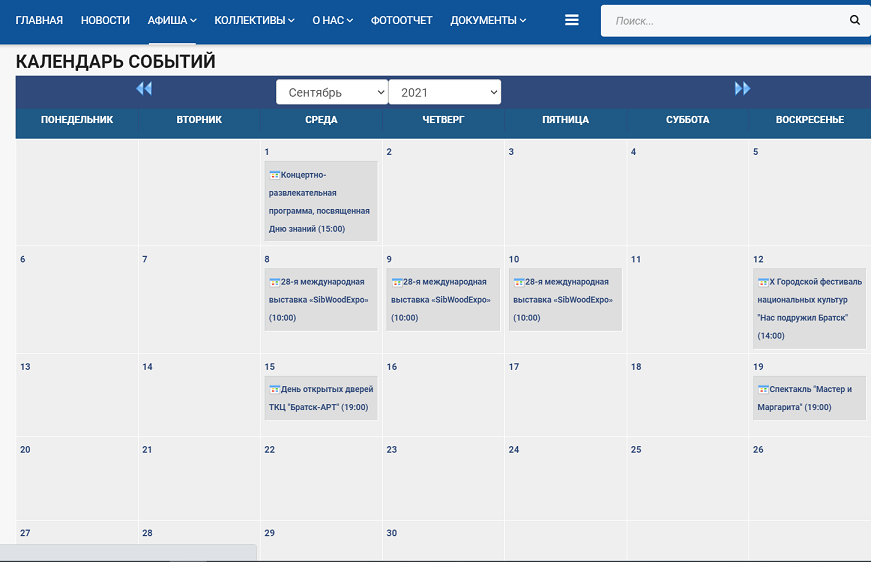 ГЛАВНАЯ НОВОСТИ АФИША КОЛЛЕКТИВЫ О НАС ФОТООТЧЕТ ДОКУМЕНТЫ Поиск...
КАЛЕНДАРЬ СОБЫТИЙ
Сентябрь 2021
ПОНЕДЕЛЬНИК ВТОРНИК СРЕДА ЧЕТВЕРГ ПЯТНИЦА СУББОТА ВОСКРЕСЕНЬЕ
1 2 3 4 5
Концертно-
развлекательная
программа, посвященная
Дню знаний (15:00)
6 7 8 9 10 11 12
28-я международная
выставка «SibWoodExpo»
(10:00)
28-я международная
выставка «SibWoodExpo»
(10:00)
28-я международная
выставка «SibWoodExpo»
(10:00)
X Городской фестиваль
национальных культур
"Нас подружил Братск"
(14:00)
13 14 15 16 17 18 19
День открытых дверей
ТКЦ "Братск-АРТ" (19:00)
Спектакль "Мастер и
Маргарита" (19:00)
20 21 22 23 24 25 26
27 28 29 30